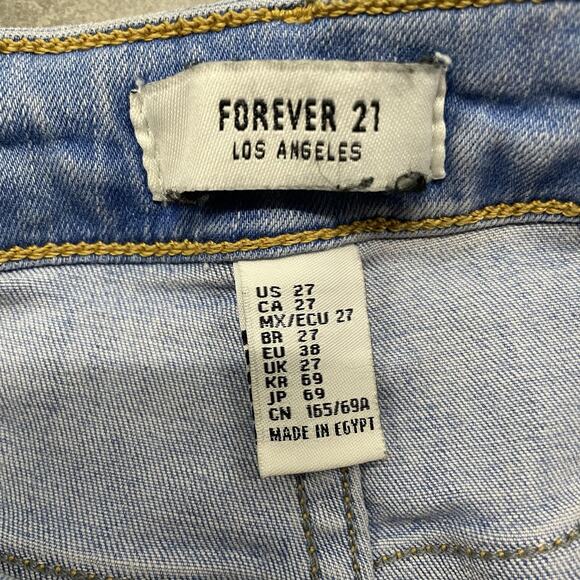 FOREVER 21
LOS ANGELES
US 27
CA 27
MX/ECU 27
BR 27
EU 38
UK 27
KR 69
JP 69
CN 165/69A
MADE IN EGYPT